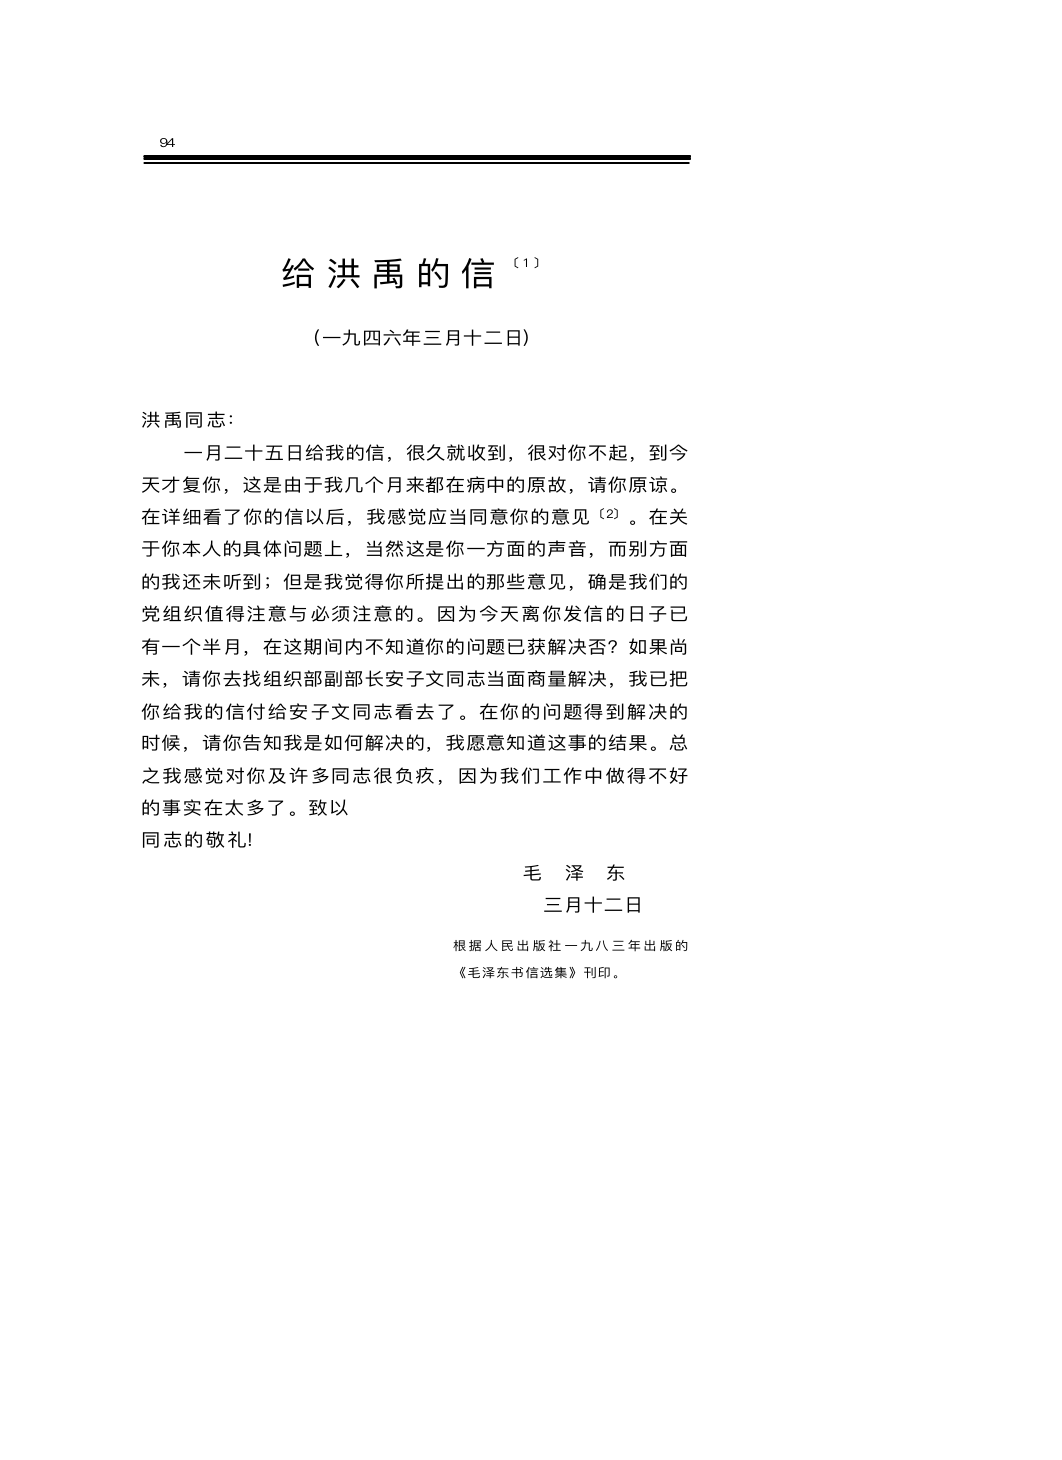 94
给洪禹的信〔1〕
（一九四六年三月十二日）
洪禹同志：
一月二十五日给我的信，很久就收到，很对你不起，到今
天才复你，这是由于我几个月来都在病中的原故，请你原谅。
在详细看了你的信以后，我感觉应当同意你的意见〔2〕。在关
于你本人的具体问题上，当然这是你一方面的声音，而别方面
的我还未听到；但是我觉得你所提出的那些意见，确是我们的
党组织值得注意与必须注意的。因为今天离你发信的日子已
有一个半月，在这期间内不知道你的问题已获解决否？如果尚
未，请你去找组织部副部长安子文同志当面商量解决，我已把
你给我的信付给安子文同志看去了。在你的问题得到解决的
时候，请你告知我是如何解决的，我愿意知道这事的结果。总
之我感觉对你及许多同志很负疚，因为我们工作中做得不好
的事实在太多了。致以
同志的敬礼！
毛 泽 东
三月十二日
根据人民出版社一九八三年出版的
《毛泽东书信选集》刊印。